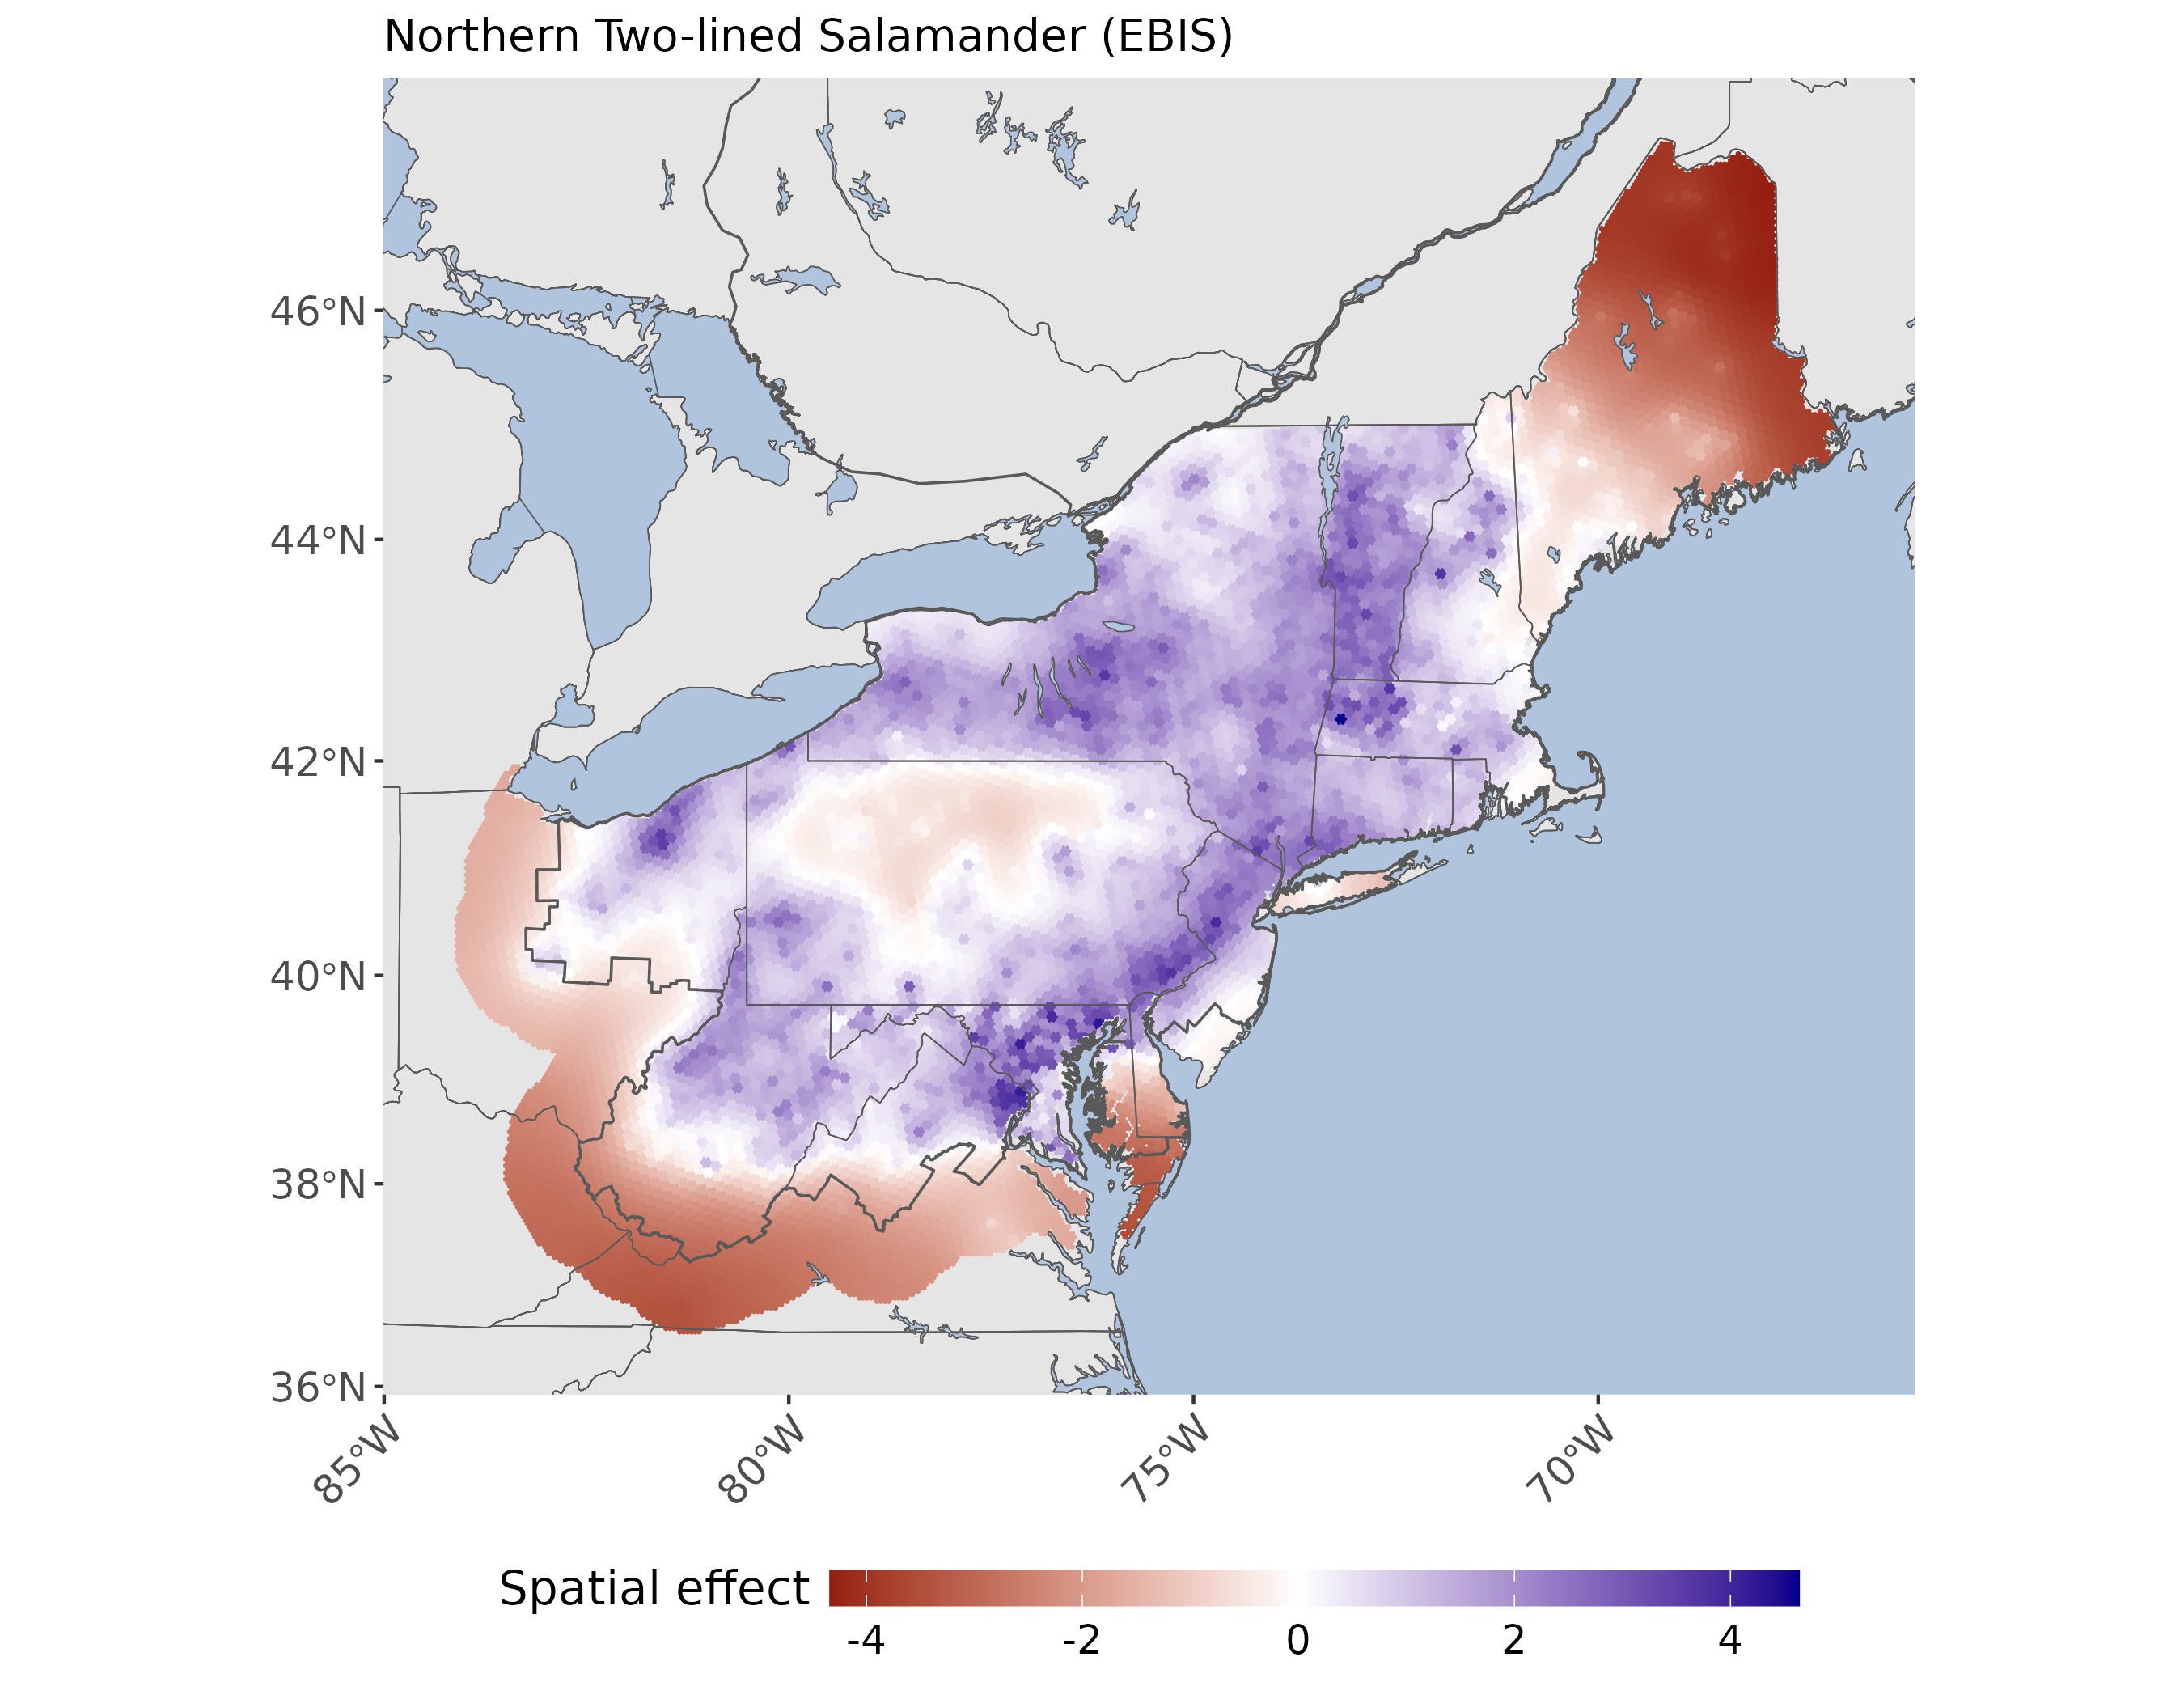 Northern Two-lined Salamander (EBIS)
46°N
44°N
42°N
40°N
38°N
36°N
85°W
80°W
75°W
70°W
Spatial effect
-4
-2
0
2
4